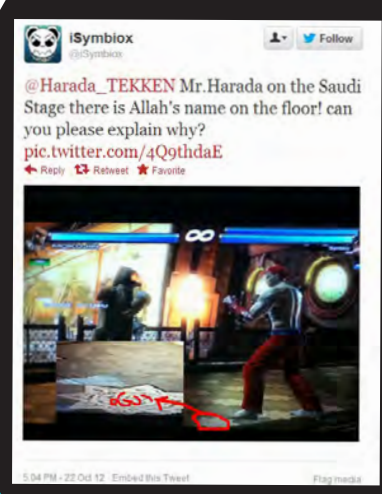 iSymbiox
@iSymbiox
Follow
@Harada_TEKKEN Mr.Harada on the Saudi
Stage there is Allah's name on the floor! can
you please explain why?
pic.twitter.com/4Q9thdaE
Reply Retweet Favorite
5:04 PM - 22 Oct 12 · Embed this Tweet
Flag media